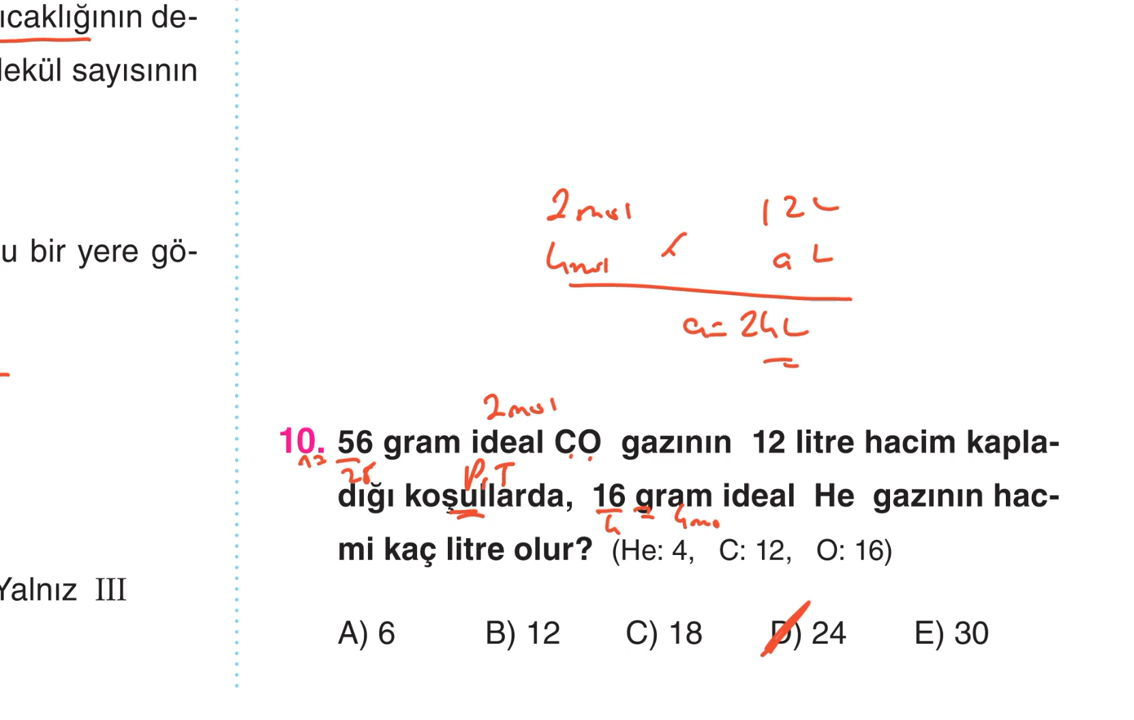 ıcaklığının de-
lekül sayısının
u bir yere gö-
Yalnız III
2 mol 12 L
4 mol a L
a = 24 L
2 mol
10. 56 gram ideal CO gazının 12 litre hacim kapla-
28 P, T
dığı koşullarda, 16 gram ideal He gazının hac-
4 = 4 mo
mi kaç litre olur? (He: 4, C: 12, O: 16)
A) 6 B) 12 C) 18 D) 24 E) 30